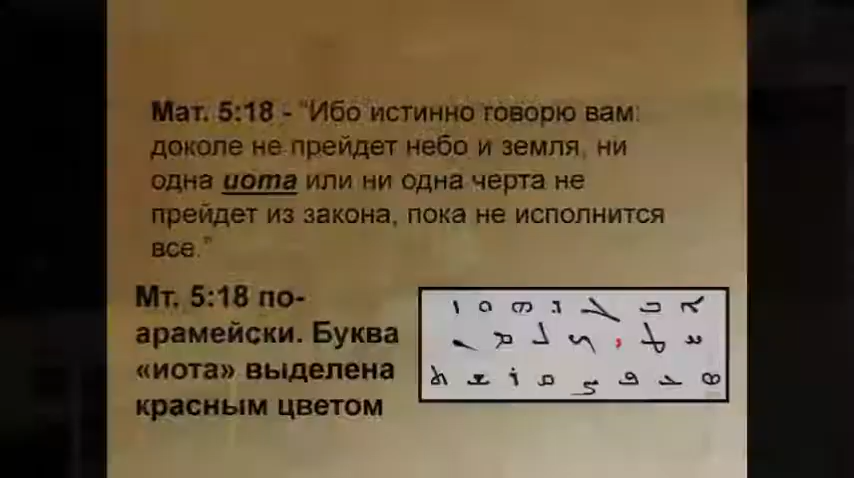 Мат. 5:18 - “Ибо истинно говорю вам:
доколе не прейдет небо и земля, ни
одна иота или ни одна черта не
прейдет из закона, пока не исполнится
все.”
Мт. 5:18 по-
арамейски. Буква
«иота» выделена
красным цветом
ܐ ܒ ܓ ܕ ܗ ܘ ܙ
ܚ ܛ ܝ ܟ ܠ ܡ ܢ
ܣ ܥ ܦ ܨ ܩ ܪ ܫ ܬ